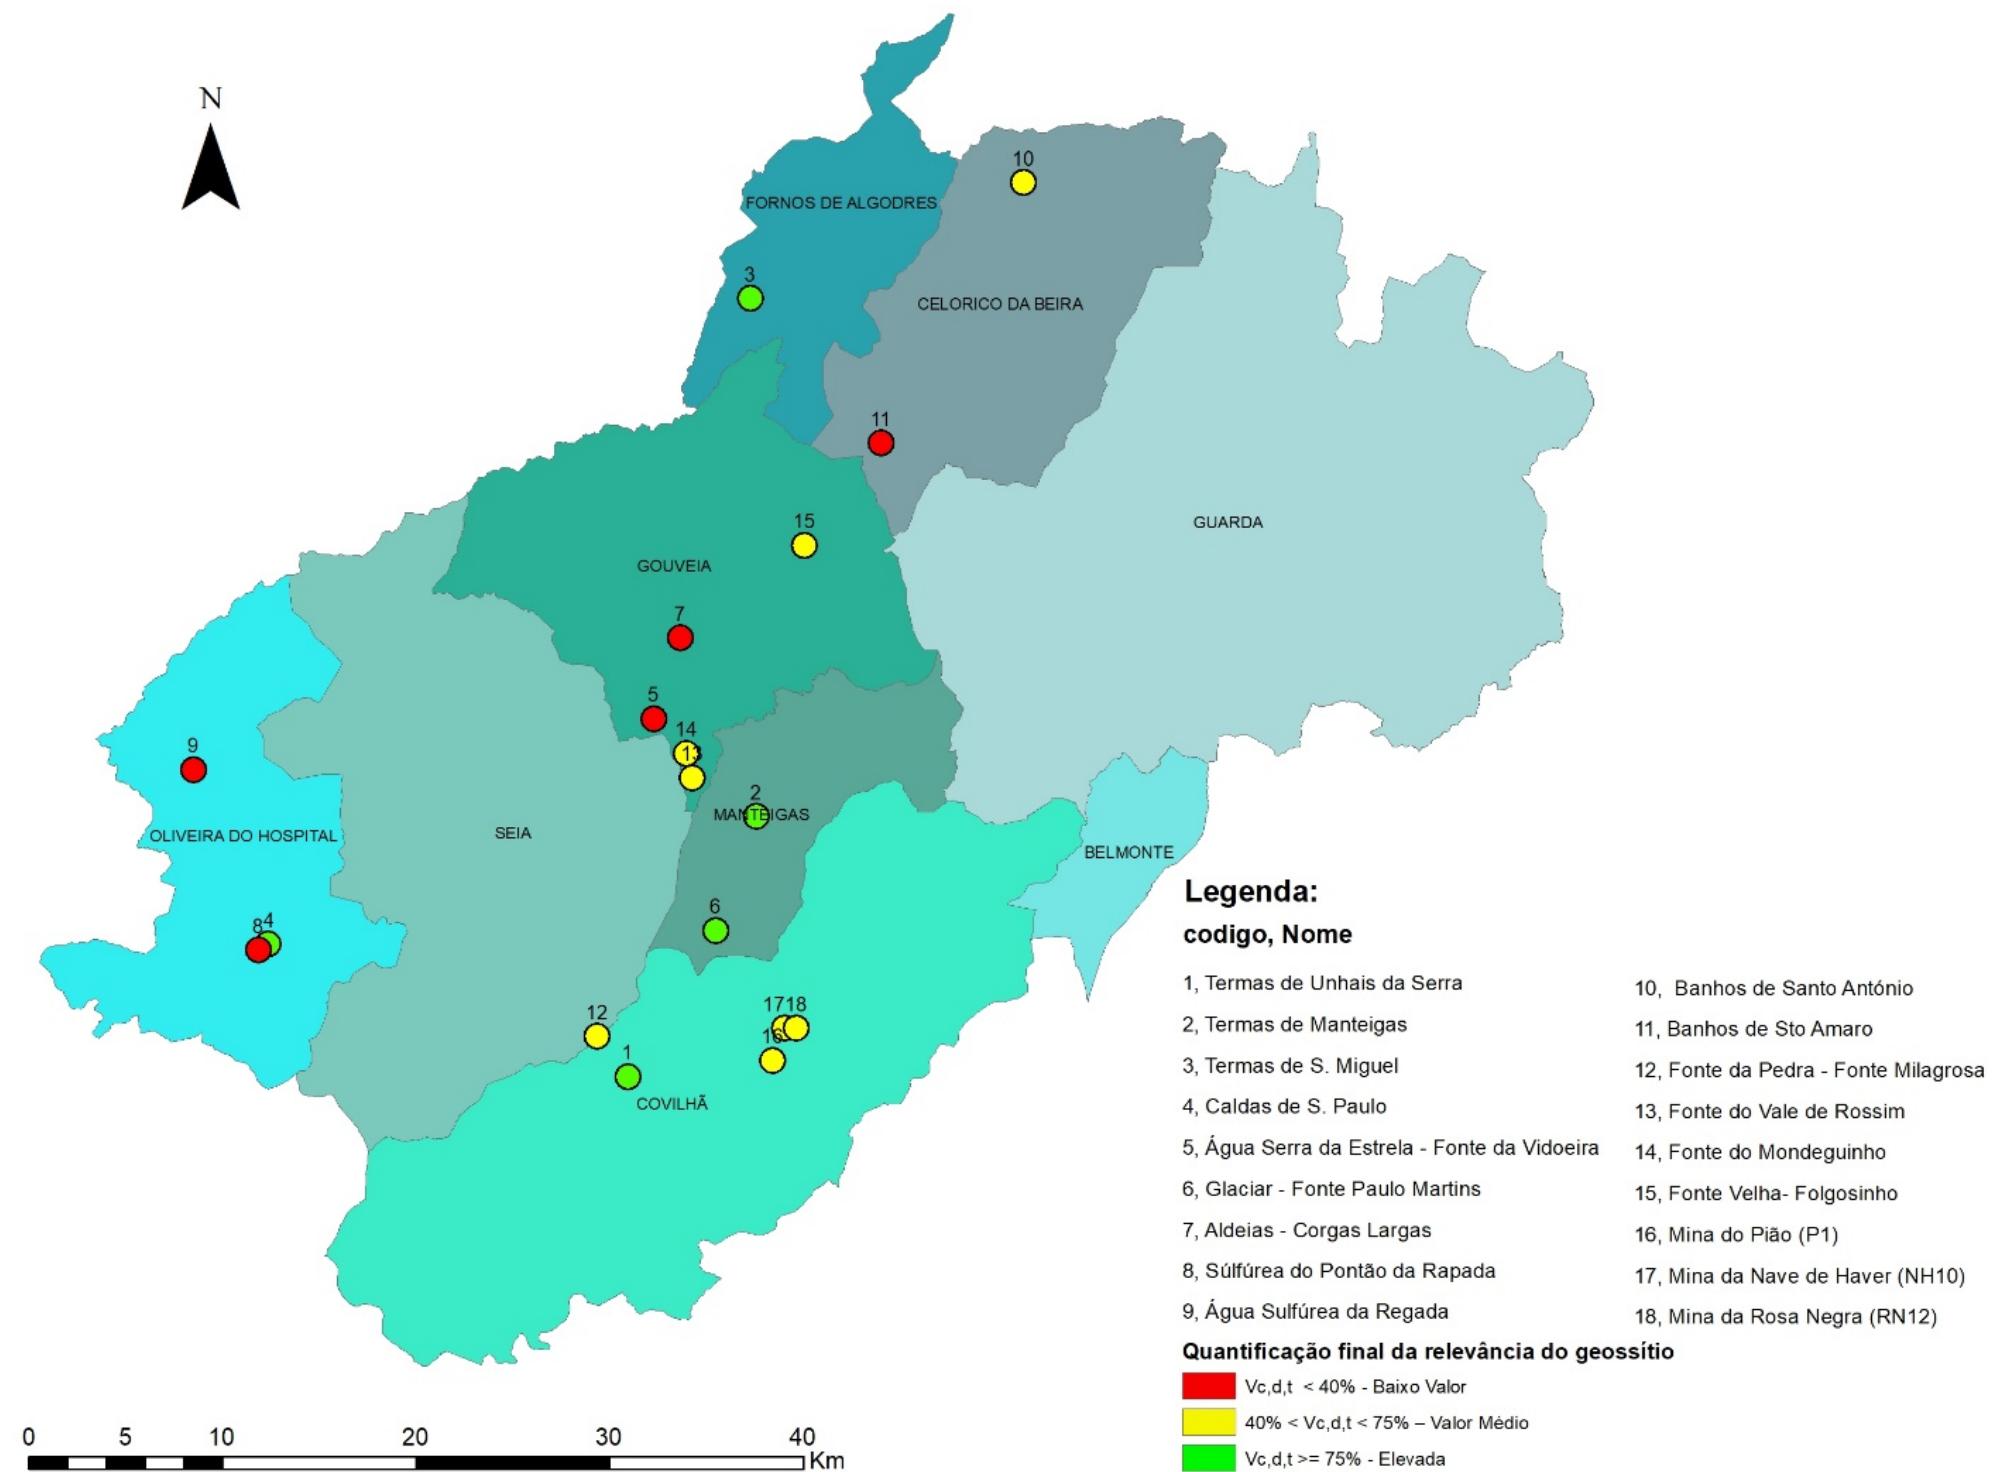 N
10
FORNOS DE ALGODRES
3
CELORICO DA BEIRA
11
15
GUARDA
GOUVEIA
7
5
14
13
9
2
MANTEIGAS
OLIVEIRA DO HOSPITAL
SEIA
BELMONTE
6
8
4
17
18
12
16
1
COVILHÃ
Legenda:
codigo, Nome
1, Termas de Unhais da Serra
2, Termas de Manteigas
3, Termas de S. Miguel
4, Caldas de S. Paulo
5, Água Serra da Estrela - Fonte da Vidoeira
6, Glaciar - Fonte Paulo Martins
7, Aldeias - Corgas Largas
8, Súlfúrea do Pontão da Rapada
9, Água Sulfúrea da Regada
10, Banhos de Santo António
11, Banhos de Sto Amaro
12, Fonte da Pedra - Fonte Milagrosa
13, Fonte do Vale de Rossim
14, Fonte do Mondeguinho
15, Fonte Velha- Folgosinho
16, Mina do Pião (P1)
17, Mina da Nave de Haver (NH10)
18, Mina da Rosa Negra (RN12)
Quantificação final da relevância do geossítio
Vc,d,t < 40% - Baixo Valor
40% < Vc,d,t < 75% – Valor Médio
Vc,d,t >= 75% - Elevada
0 5 10 20 30 40
Km